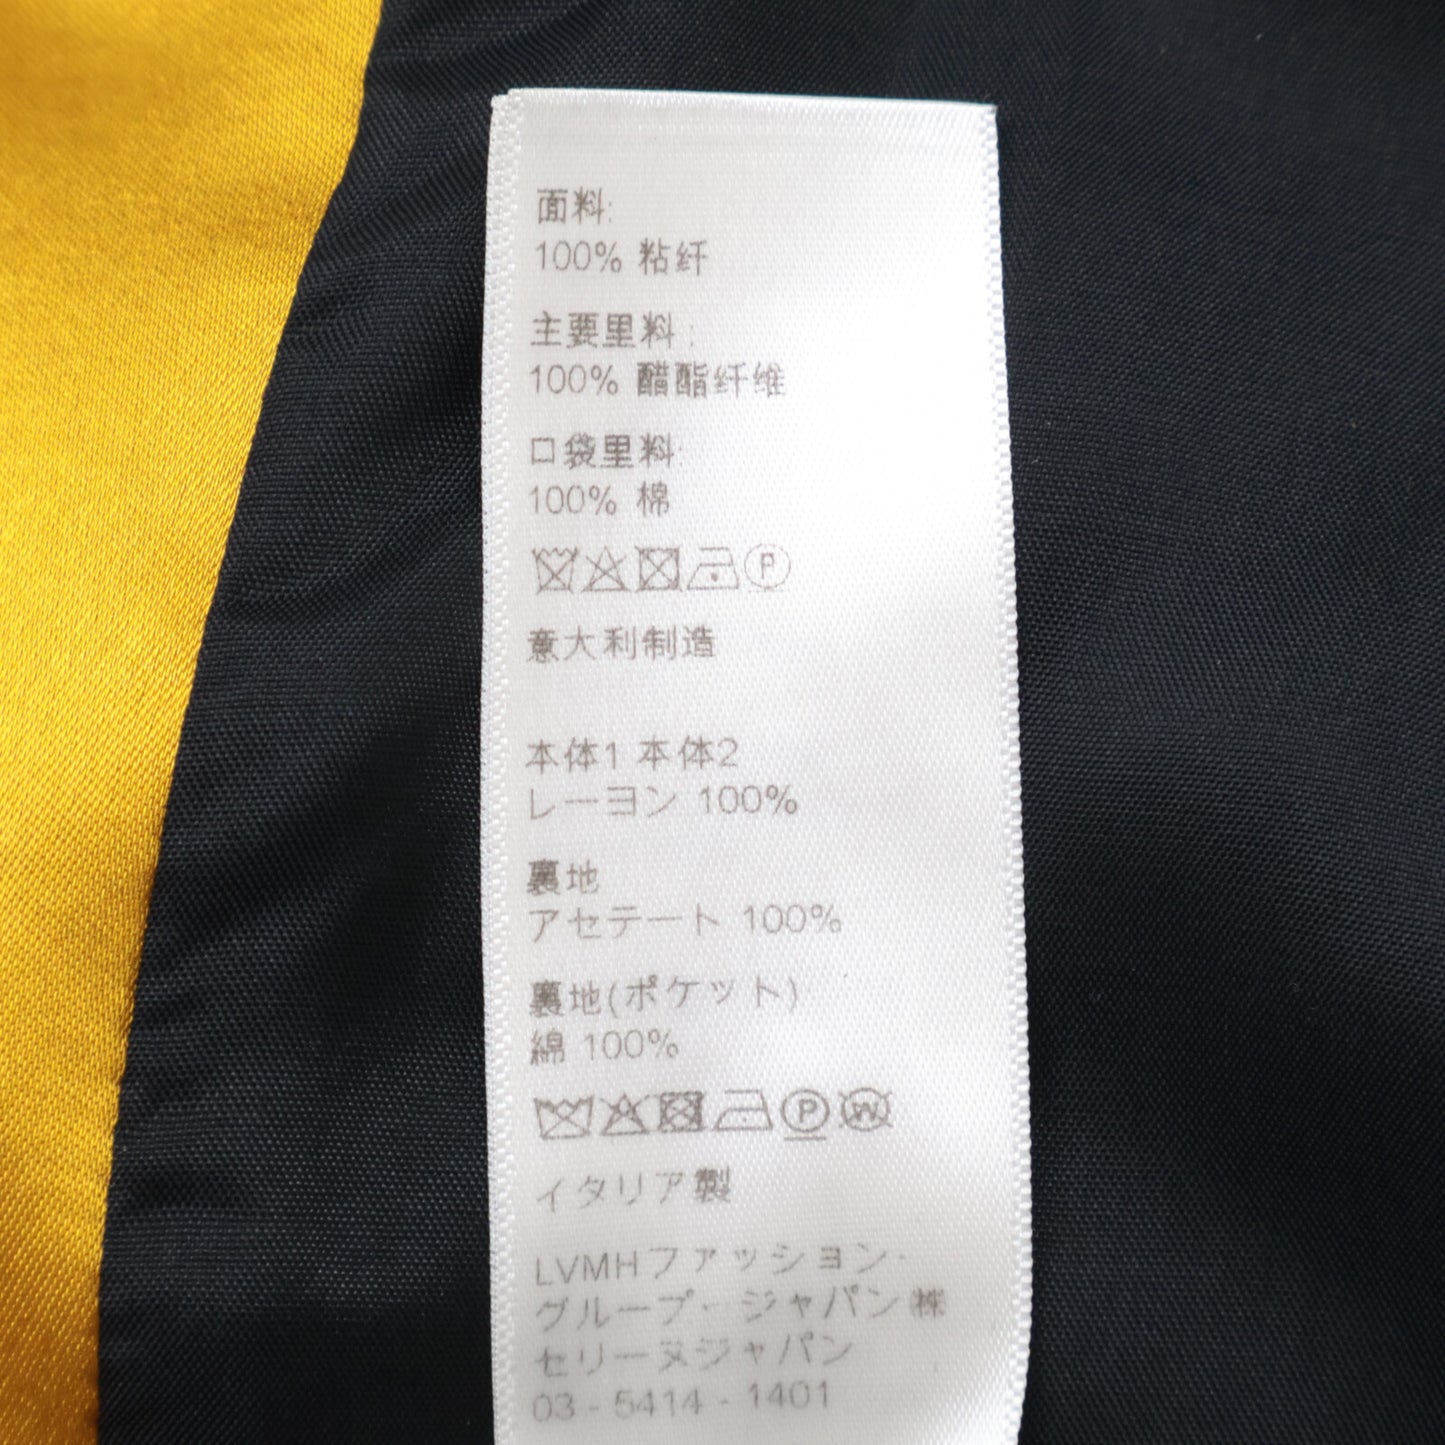 面料:
100% 粘纤
主要里料:
100% 醋酯纤维
口袋里料:
100% 棉
P
意大利制造
本体1 本体2
レーヨン 100%
裏地
アセテート 100%
裏地(ポケット)
綿 100%
P W
イタリア製
LVMHファッション·
グループ·ジャパン㈱
セリーヌジャパン
03-5414-1401